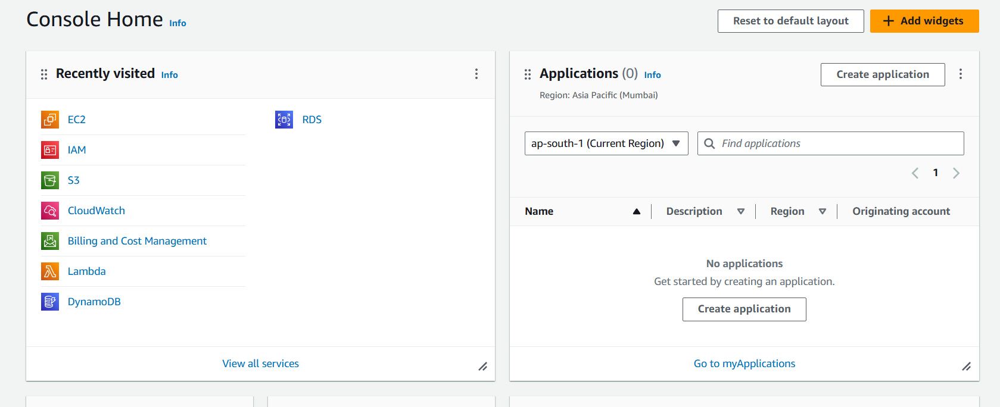 Console Home Info
Reset to default layout
Add widgets
Recently visited Info
EC2
IAM
S3
CloudWatch
Billing and Cost Management
Lambda
DynamoDB
RDS
View all services
Applications (0) Info
Region: Asia Pacific (Mumbai)
Create application
ap-south-1 (Current Region)
Find applications
1
Name Description Region Originating account
No applications
Get started by creating an application.
Create application
Go to myApplications